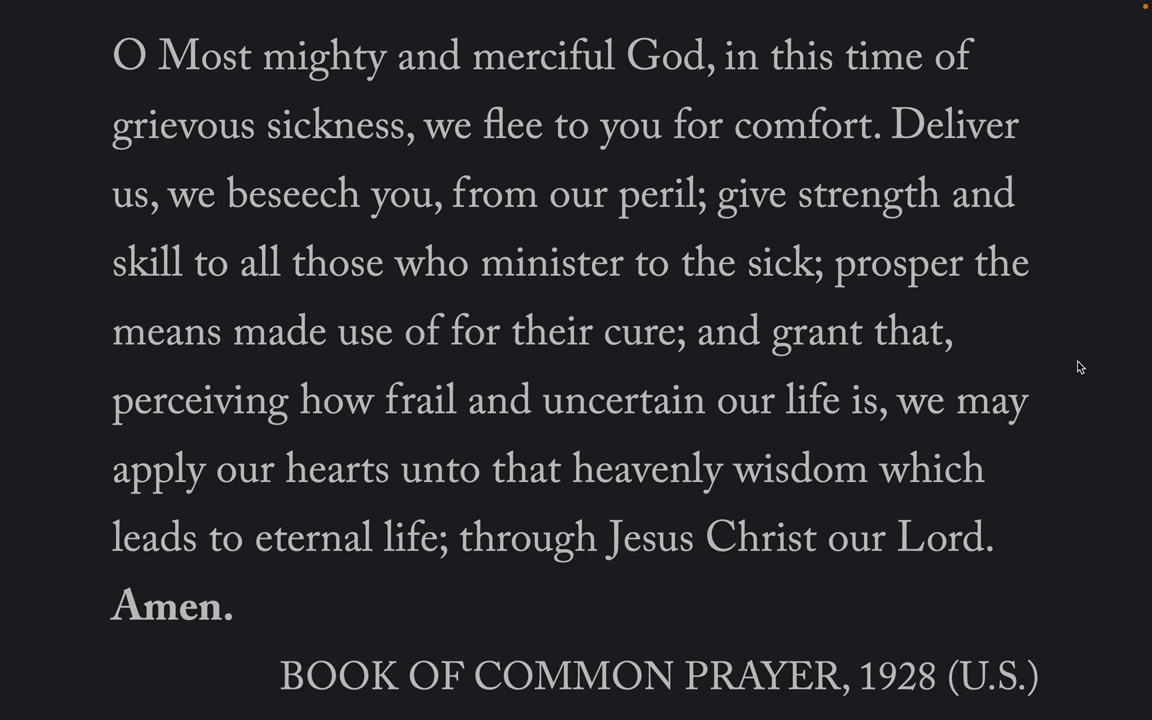 O Most mighty and merciful God, in this time of
grievous sickness, we flee to you for comfort. Deliver
us, we beseech you, from our peril; give strength and
skill to all those who minister to the sick; prosper the
means made use of for their cure; and grant that,
perceiving how frail and uncertain our life is, we may
apply our hearts unto that heavenly wisdom which
leads to eternal life; through Jesus Christ our Lord.
Amen.
BOOK OF COMMON PRAYER, 1928 (U.S.)